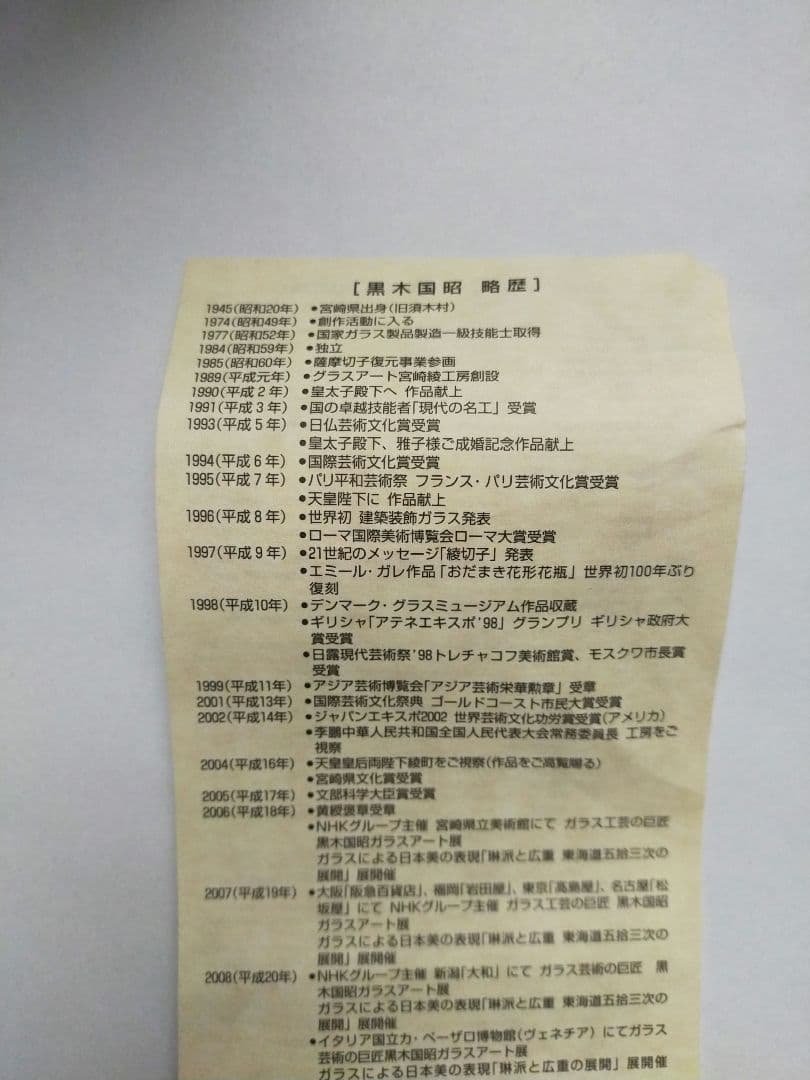 [黒木国昭 略歴]
1945(昭和20年) ●宮崎県出身(旧須木村)
1974(昭和49年) ●創作活動に入る
1977(昭和52年) ●国家ガラス製品製造一級技能士取得
1984(昭和59年) ●独立
1985(昭和60年) ●薩摩切子復元事業参画
1989(平成元年) ●グラスアート宮崎綾工房創設
1990(平成2年) ●皇太子殿下へ 作品献上
1991(平成3年) ●国の卓越技能者「現代の名工」受賞
1993(平成5年) ●日仏芸術文化賞受賞
●皇太子殿下、雅子様ご成婚記念作品献上
1994(平成6年) ●国際芸術文化賞受賞
1995(平成7年) ●パリ平和芸術祭 フランス・パリ芸術文化賞受賞
●天皇陛下に 作品献上
1996(平成8年) ●世界初 建築装飾ガラス発表
●ローマ国際美術博覧会ローマ大賞受賞
1997(平成9年) ●21世紀のメッセージ「綾切子」発表
●エミール・ガレ作品「おだまき花形花瓶」世界初100年ぶり
復刻
1998(平成10年) ●デンマーク・グラスミュージアム作品収蔵
●ギリシャ「アテネエキスポ'98」グランプリ ギリシャ政府大
賞受賞
●日露現代芸術祭'98トレチャコフ美術館賞、モスクワ市長賞
受賞
1999(平成11年) ●アジア芸術博覧会「アジア芸術栄華勲章」受章
2001(平成13年) ●国際芸術文化祭典 ゴールドコースト市民大賞受賞
2002(平成14年) ●ジャパンエキスポ2002 世界芸術文化功労賞受賞(アメリカ)
●李鵬中華人民共和国全国人民代表大会常務委員長 工房をご
視察
2004(平成16年) ●天皇皇后両陛下綾町をご視察(作品をご高覧賜る)
●宮崎県文化賞受賞
2005(平成17年) ●文部科学大臣賞受賞
2006(平成18年) ●黄綬褒章受章
●NHKグループ主催 宮崎県立美術館にて ガラス工芸の巨匠
黒木国昭ガラスアート展
ガラスによる日本美の表現「琳派と広重 東海道五拾三次の
展開」展開催
2007(平成19年) ●大阪「阪急百貨店」、福岡「岩田屋」、東京「高島屋」、名古屋「松
坂屋」にて NHKグループ主催 ガラス工芸の巨匠 黒木国昭
ガラスアート展
ガラスによる日本美の表現「琳派と広重 東海道五拾三次の
展開」展開催
2008(平成20年) ●NHKグループ主催 新潟「大和」にて ガラス芸術の巨匠 黒
木国昭ガラスアート展
ガラスによる日本美の表現「琳派と広重 東海道五拾三次の
展開」展開催
●イタリア国立カ・ペーザロ博物館(ヴェネチア)にてガラス
芸術の巨匠黒木国昭ガラスアート展
ガラスによる日本美の表現「琳派と広重の展開」展開催